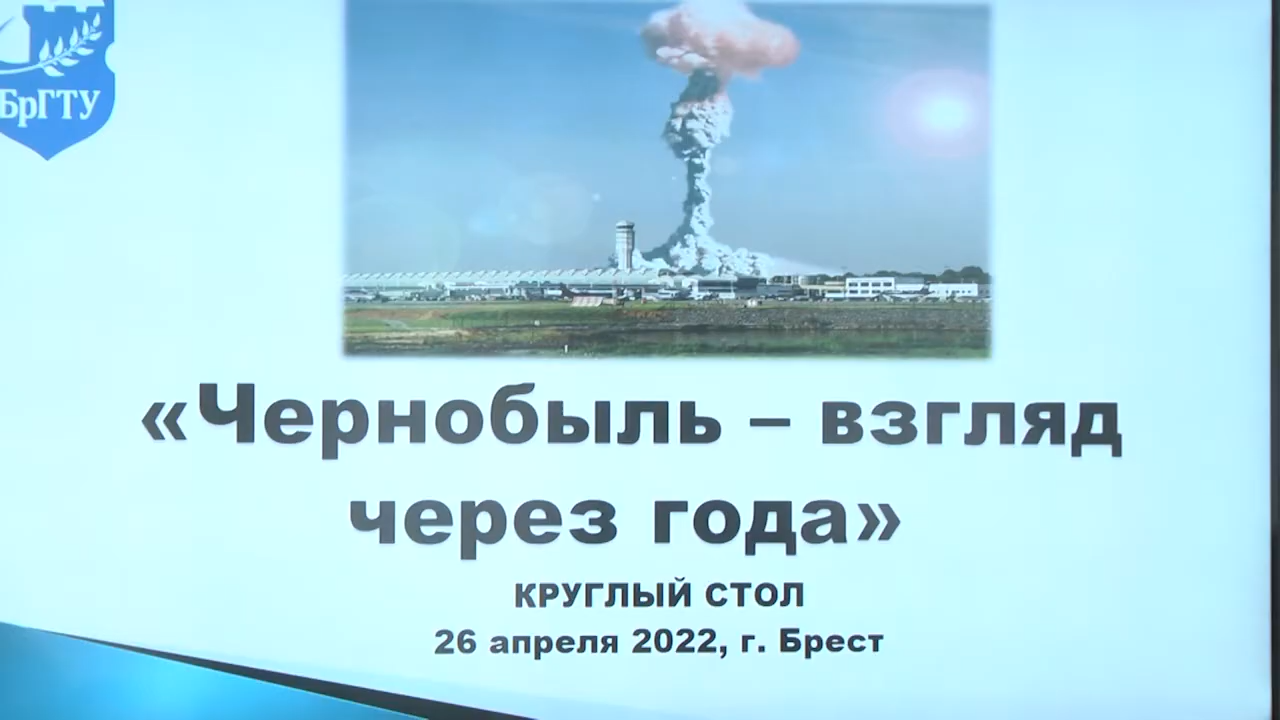 БрГТУ
«Чернобыль – взгляд
через года»
КРУГЛЫЙ СТОЛ
26 апреля 2022, г. Брест